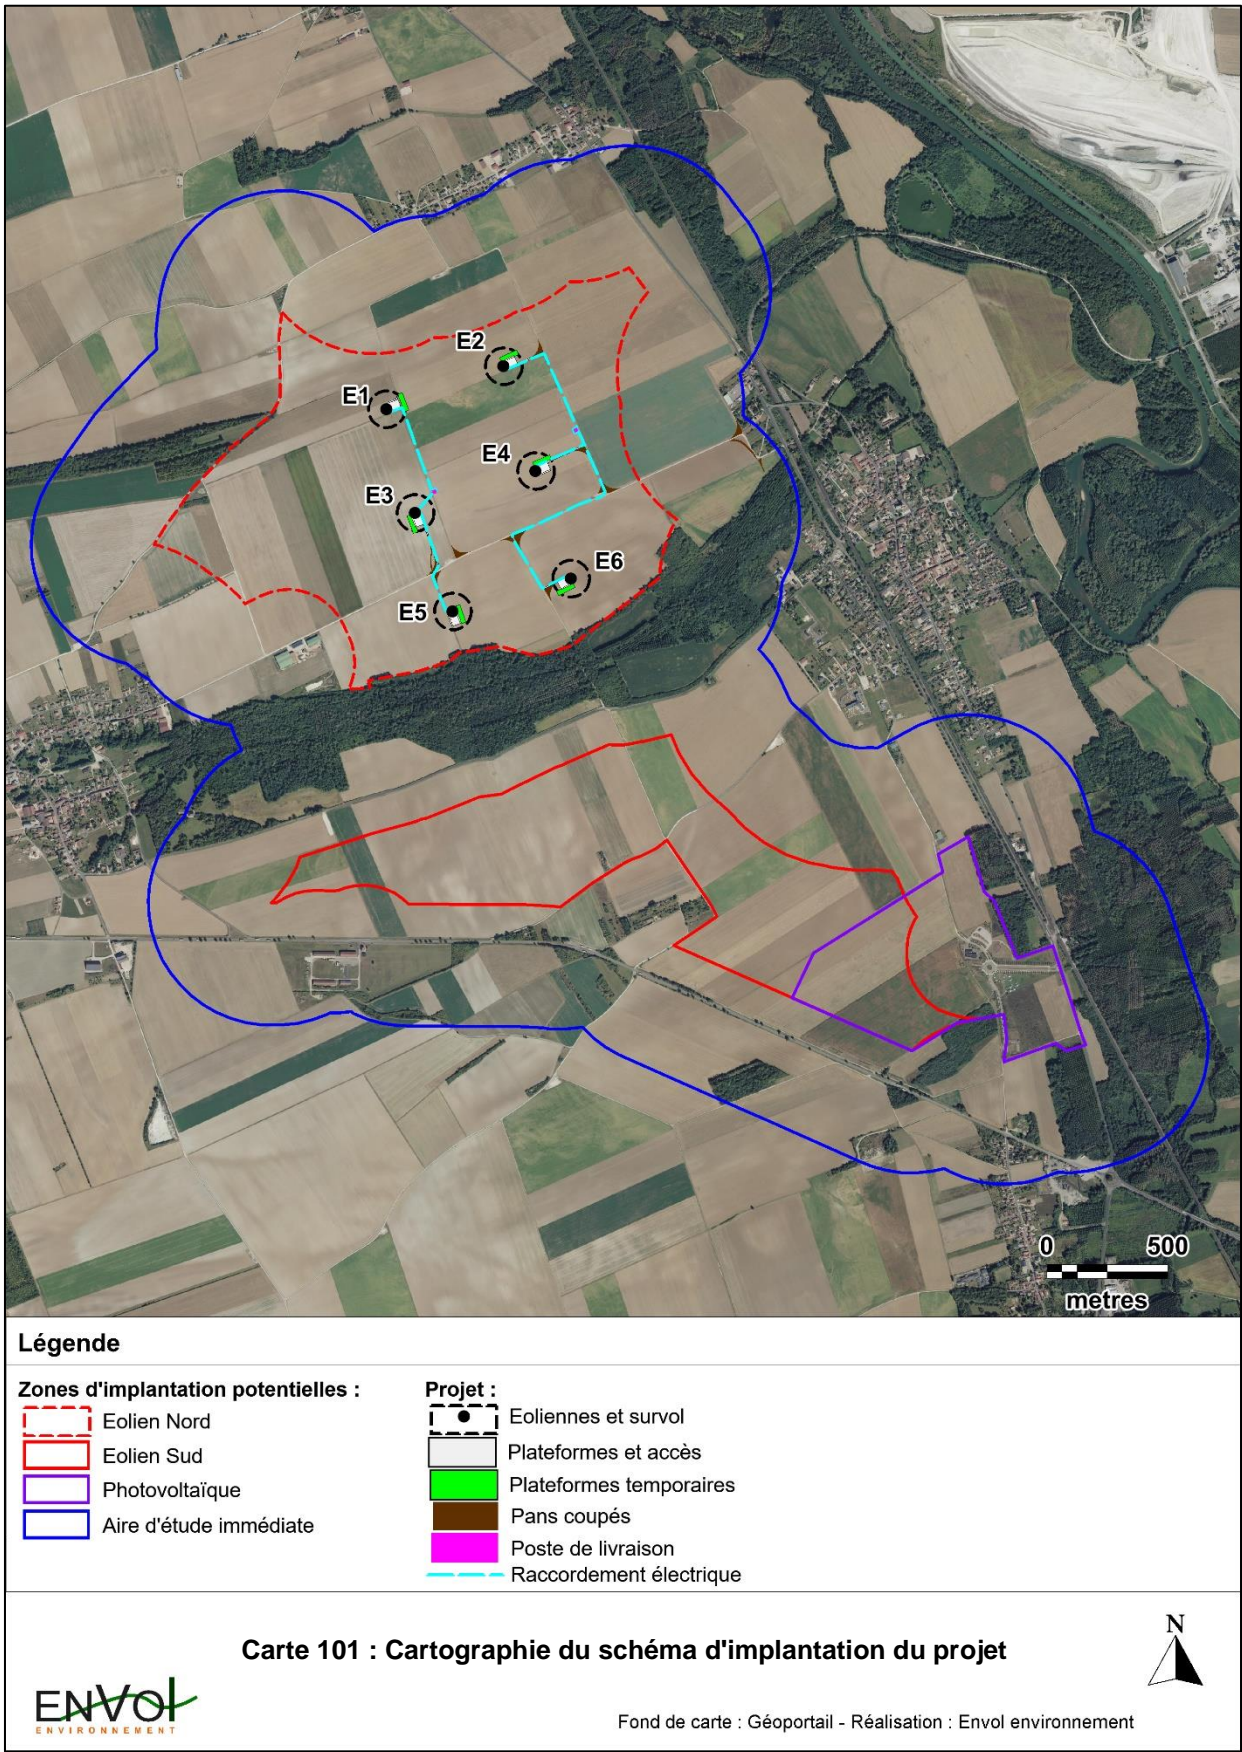 E2
E1
E4
E3
E6
E5
0 500
metres
Légende
Zones d'implantation potentielles :
Eolien Nord
Eolien Sud
Photovoltaïque
Aire d'étude immédiate
Projet :
Eoliennes et survol
Plateformes et accès
Plateformes temporaires
Pans coupés
Poste de livraison
Raccordement électrique
Carte 101 : Cartographie du schéma d'implantation du projet
N
ENVOl
ENVIRONNEMENT
Fond de carte : Géoportail - Réalisation : Envol environnement